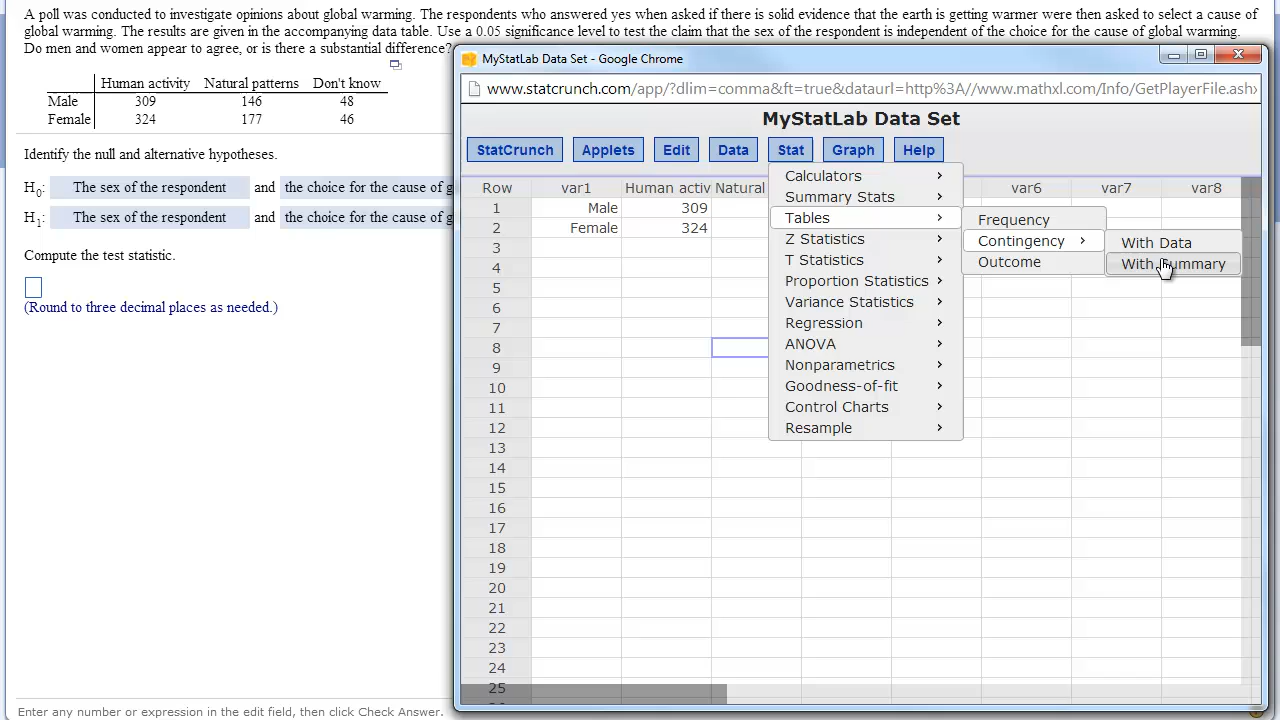 A poll was conducted to investigate opinions about global warming. The respondents who answered yes when asked if there is solid evidence that the earth is getting warmer were then asked to select a cause of
global warming. The results are given in the accompanying data table. Use a 0.05 significance level to test the claim that the sex of the respondent is independent of the choice for the cause of global warming.
Do men and women appear to agree, or is there a substantial difference?
Human activity Natural patterns Don't know
Male 309 146 48
Female 324 177 46
Identify the null and alternative hypotheses.
H0: The sex of the respondent and the choice for the cause of g
H1: The sex of the respondent and the choice for the cause of g
Compute the test statistic.
(Round to three decimal places as needed.)
Enter any number or expression in the edit field, then click Check Answer.
MyStatLab Data Set - Google Chrome
www.statcrunch.com/app/?dlim=comma&ft=true&dataurl=http%3A//www.mathxl.com/Info/GetPlayerFile.ashx
MyStatLab Data Set
StatCrunch Applets Edit Data Stat Graph Help
Row var1 Human activ Natural var6 var7 var8
1 Male 309
2 Female 324
3
4
5
6
7
8
9
10
11
12
13
14
15
16
17
18
19
20
21
22
23
24
25
Calculators
Summary Stats
Tables
Z Statistics
T Statistics
Proportion Statistics
Variance Statistics
Regression
ANOVA
Nonparametrics
Goodness-of-fit
Control Charts
Resample
Frequency
Contingency
Outcome
With Data
With Summary